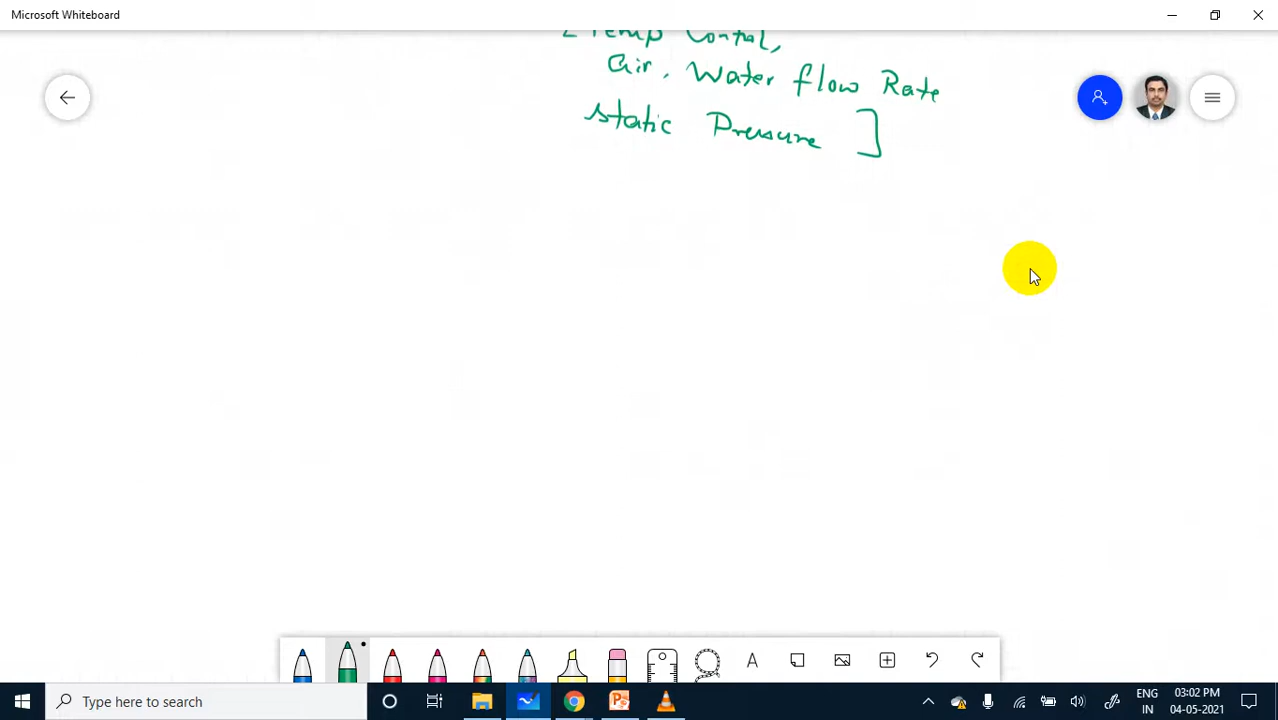 Microsoft Whiteboard
[Temp Contal,
air, Water flow Rate
static Pressure ]
A
Type here to search
ENG
IN
03:02 PM
04-05-2021